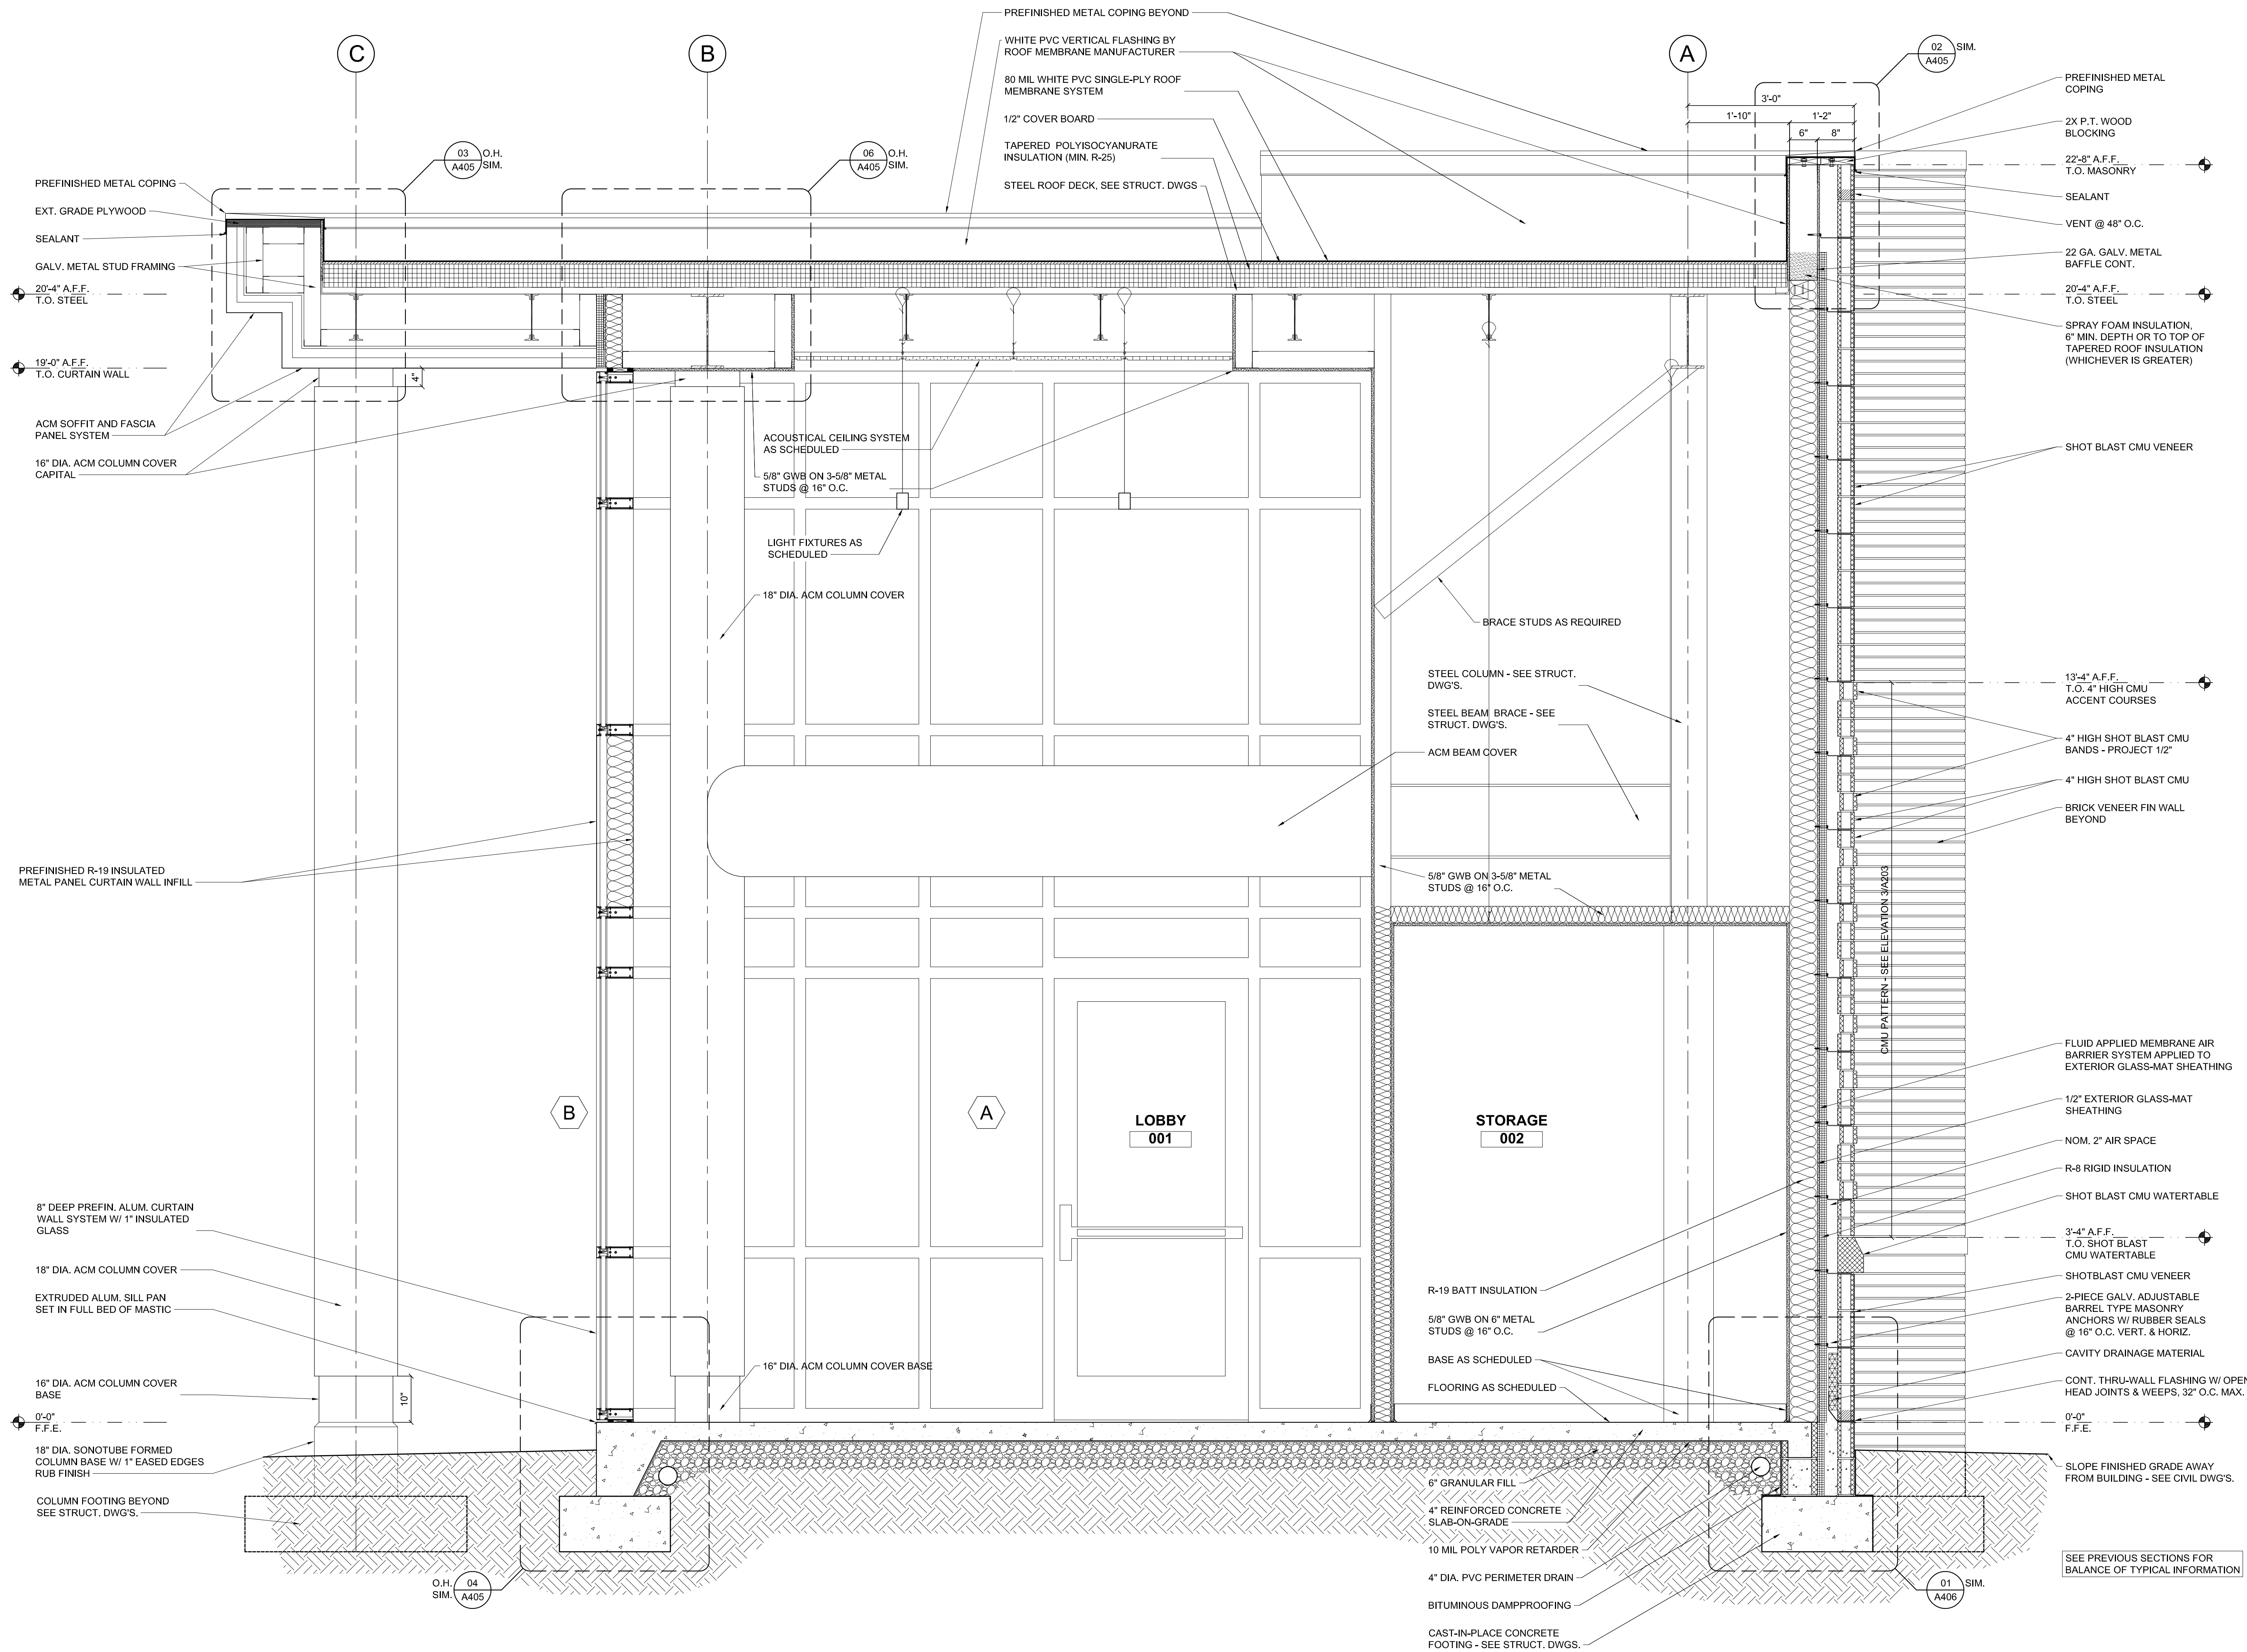 PREFINISHED METAL COPING BEYOND
WHITE PVC VERTICAL FLASHING BY
ROOF MEMBRANE MANUFACTURER
80 MIL WHITE PVC SINGLE-PLY ROOF
MEMBRANE SYSTEM
1/2" COVER BOARD
TAPERED POLYISOCYANURATE
INSULATION (MIN. R-25)
STEEL ROOF DECK, SEE STRUCT. DWGS
C
B
A
03
A405
O.H.
SIM.
06
A405
O.H.
SIM.
02
A405
SIM.
3'-0"
1'-10"
1'-2"
6"
8"
PREFINISHED METAL COPING
EXT. GRADE PLYWOOD
SEALANT
GALV. METAL STUD FRAMING
20'-4" A.F.F.
T.O. STEEL
19'-0" A.F.F.
T.O. CURTAIN WALL
4"
ACM SOFFIT AND FASCIA
PANEL SYSTEM
16" DIA. ACM COLUMN COVER
CAPITAL
PREFINISHED R-19 INSULATED
METAL PANEL CURTAIN WALL INFILL
8" DEEP PREFIN. ALUM. CURTAIN
WALL SYSTEM W/ 1" INSULATED
GLASS
18" DIA. ACM COLUMN COVER
EXTRUDED ALUM. SILL PAN
SET IN FULL BED OF MASTIC
16" DIA. ACM COLUMN COVER
BASE
10"
0'-0"
F.F.E.
18" DIA. SONOTUBE FORMED
COLUMN BASE W/ 1" EASED EDGES
RUB FINISH
COLUMN FOOTING BEYOND
SEE STRUCT. DWG'S.
O.H.
SIM.
04
A405
ACOUSTICAL CEILING SYSTEM
AS SCHEDULED
5/8" GWB ON 3-5/8" METAL
STUDS @ 16" O.C.
LIGHT FIXTURES AS
SCHEDULED
18" DIA. ACM COLUMN COVER
16" DIA. ACM COLUMN COVER BASE
B
A
LOBBY
001
STORAGE
002
BRACE STUDS AS REQUIRED
STEEL COLUMN - SEE STRUCT.
DWG'S.
STEEL BEAM BRACE - SEE
STRUCT. DWG'S.
ACM BEAM COVER
5/8" GWB ON 3-5/8" METAL
STUDS @ 16" O.C.
R-19 BATT INSULATION
5/8" GWB ON 6" METAL
STUDS @ 16" O.C.
BASE AS SCHEDULED
FLOORING AS SCHEDULED
6" GRANULAR FILL
4" REINFORCED CONCRETE
SLAB-ON-GRADE
10 MIL POLY VAPOR RETARDER
4" DIA. PVC PERIMETER DRAIN
BITUMINOUS DAMPPROOFING
CAST-IN-PLACE CONCRETE
FOOTING - SEE STRUCT. DWGS.
PREFINISHED METAL
COPING
2X P.T. WOOD
BLOCKING
22'-8" A.F.F.
T.O. MASONRY
SEALANT
VENT @ 48" O.C.
22 GA. GALV. METAL
BAFFLE CONT.
20'-4" A.F.F.
T.O. STEEL
SPRAY FOAM INSULATION,
6" MIN. DEPTH OR TO TOP OF
TAPERED ROOF INSULATION
(WHICHEVER IS GREATER)
SHOT BLAST CMU VENEER
13'-4" A.F.F.
T.O. 4" HIGH CMU
ACCENT COURSES
4" HIGH SHOT BLAST CMU
BANDS - PROJECT 1/2"
4" HIGH SHOT BLAST CMU
BRICK VENEER FIN WALL
BEYOND
CMU PATTERN - SEE ELEVATION 3/A203
FLUID APPLIED MEMBRANE AIR
BARRIER SYSTEM APPLIED TO
EXTERIOR GLASS-MAT SHEATHING
1/2" EXTERIOR GLASS-MAT
SHEATHING
NOM. 2" AIR SPACE
R-8 RIGID INSULATION
SHOT BLAST CMU WATERTABLE
3'-4" A.F.F.
T.O. SHOT BLAST
CMU WATERTABLE
SHOTBLAST CMU VENEER
2-PIECE GALV. ADJUSTABLE
BARREL TYPE MASONRY
ANCHORS W/ RUBBER SEALS
@ 16" O.C. VERT. & HORIZ.
CAVITY DRAINAGE MATERIAL
CONT. THRU-WALL FLASHING W/ OPEN
HEAD JOINTS & WEEPS, 32" O.C. MAX.
0'-0"
F.F.E.
SLOPE FINISHED GRADE AWAY
FROM BUILDING - SEE CIVIL DWG'S.
SEE PREVIOUS SECTIONS FOR
BALANCE OF TYPICAL INFORMATION
01
A406
SIM.